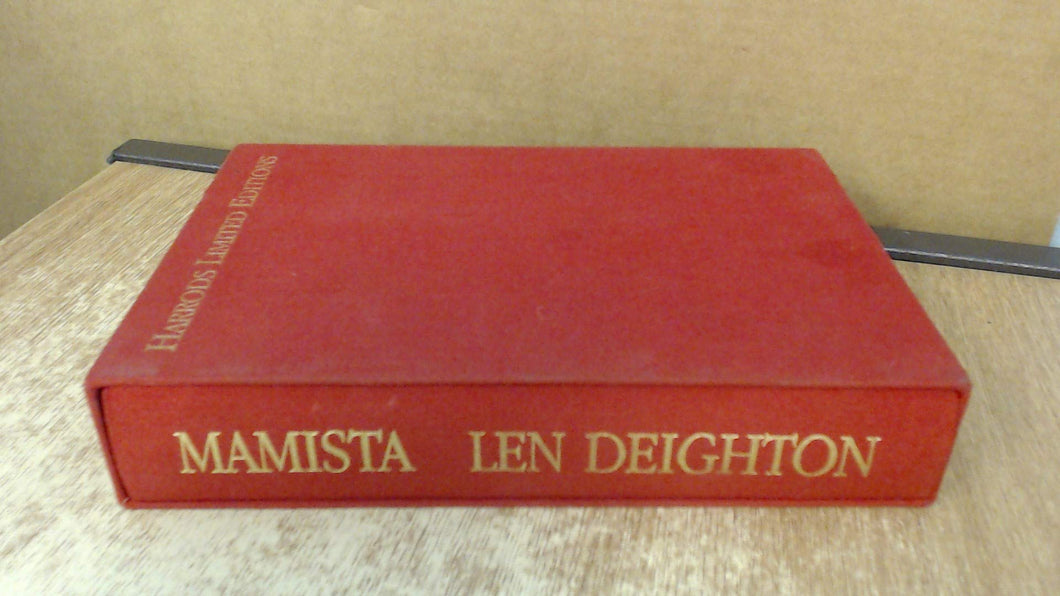 HARRODS LIMITED EDITIONS
MAMISTA LEN DEIGHTON